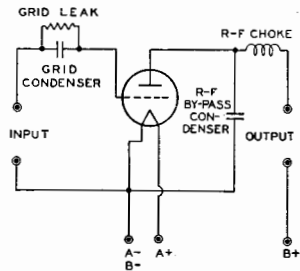 GRID LEAK
GRID
CONDENSER
R-F CHOKE
R-F
BY-PASS
CON-
DENSER
INPUT
OUTPUT
A-
B-
A+
B+